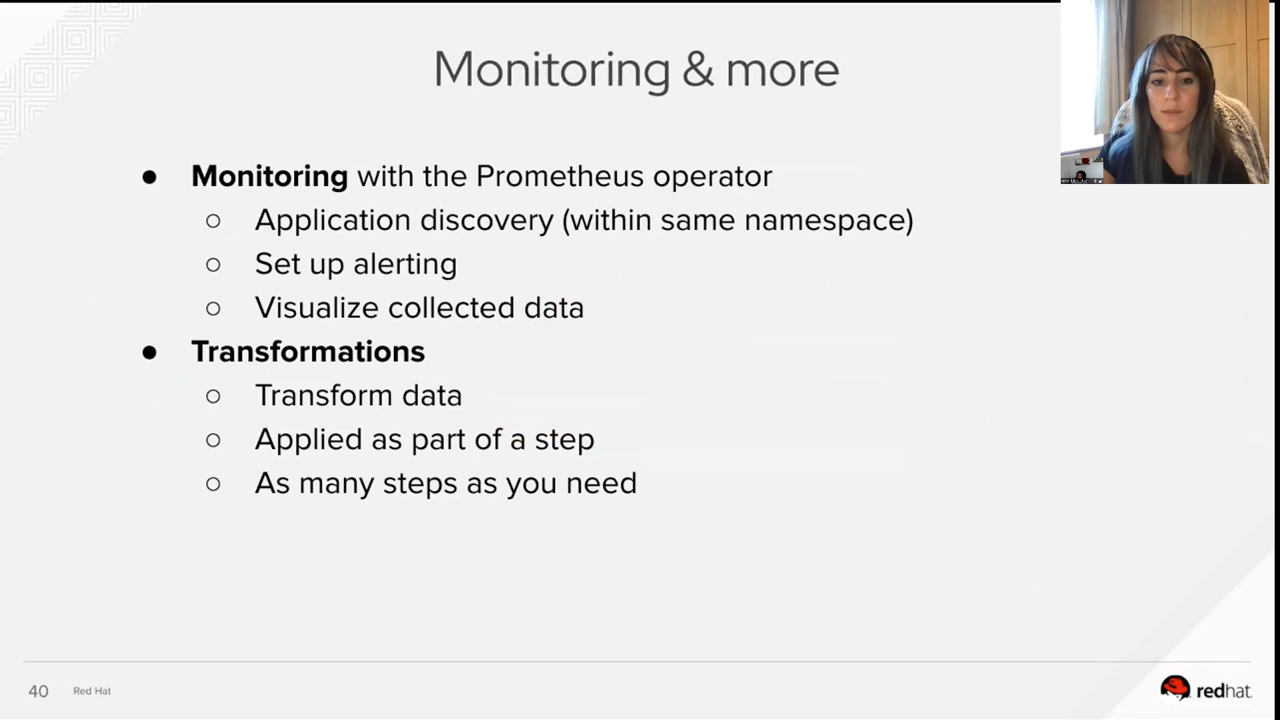 Monitoring & more
● Monitoring with the Prometheus operator
○ Application discovery (within same namespace)
○ Set up alerting
○ Visualize collected data
● Transformations
○ Transform data
○ Applied as part of a step
○ As many steps as you need
40 Red Hat
redhat.